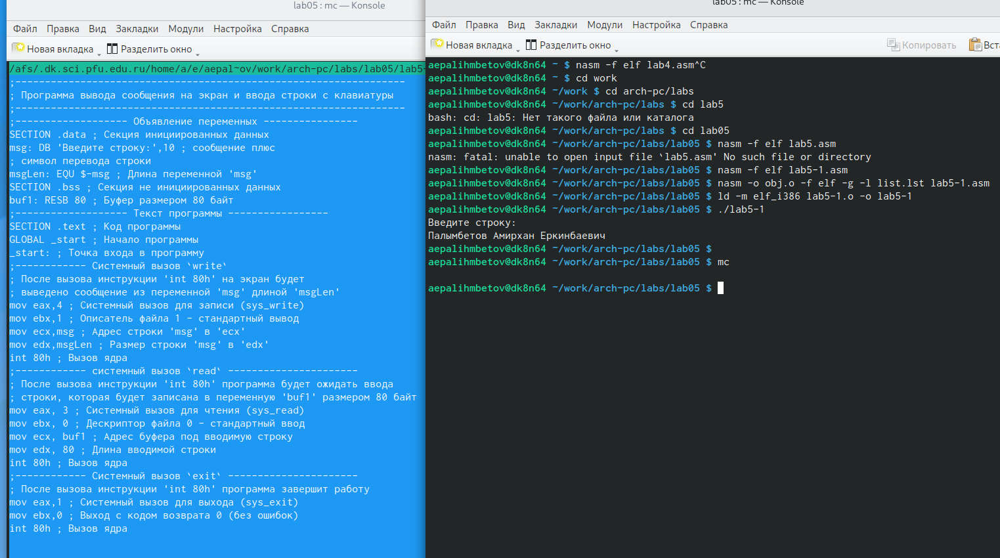 lab05 : mc — Konsole
Файл Правка Вид Закладки Модули Настройка Справка
Новая вкладка Разделить окно
/afs/.dk.sci.pfu.edu.ru/home/a/e/aepal~ov/work/arch-pc/labs/lab05/lab5-
;------------------------------------------------------------------
; Программа вывода сообщения на экран и ввода строки с клавиатуры
;------------------------------------------------------------------
;------------------- Объявление переменных ----------------
SECTION .data ; Секция инициированных данных
msg: DB 'Введите строку:',10 ; сообщение плюс
; символ перевода строки
msgLen: EQU $-msg ; Длина переменной 'msg'
SECTION .bss ; Секция не инициированных данных
buf1: RESB 80 ; Буфер размером 80 байт
;------------------- Текст программы -----------------
SECTION .text ; Код программы
GLOBAL _start ; Начало программы
_start: ; Точка входа в программу
;------------ Системный вызов `write`
; После вызова инструкции 'int 80h' на экран будет
; выведено сообщение из переменной 'msg' длиной 'msgLen'
mov eax,4 ; Системный вызов для записи (sys_write)
mov ebx,1 ; Описатель файла 1 - стандартный вывод
mov ecx,msg ; Адрес строки 'msg' в 'ecx'
mov edx,msgLen ; Размер строки 'msg' в 'edx'
int 80h ; Вызов ядра
;------------ системный вызов `read` ----------------------
; После вызова инструкции 'int 80h' программа будет ожидать ввода
; строки, которая будет записана в переменную 'buf1' размером 80 байт
mov eax, 3 ; Системный вызов для чтения (sys_read)
mov ebx, 0 ; Дескриптор файла 0 - стандартный ввод
mov ecx, buf1 ; Адрес буфера под вводимую строку
mov edx, 80 ; Длина вводимой строки
int 80h ; Вызов ядра
;------------ Системный вызов `exit` ----------------------
; После вызова инструкции 'int 80h' программа завершит работу
mov eax,1 ; Системный вызов для выхода (sys_exit)
mov ebx,0 ; Выход с кодом возврата 0 (без ошибок)
int 80h ; Вызов ядра
lab05 : mc — Konsole
Файл Правка Вид Закладки Модули Настройка Справка
Новая вкладка Разделить окно Копировать Вста
aepalihmbetov@dk8n64 ~ $ nasm -f elf lab4.asm^C
aepalihmbetov@dk8n64 ~ $ cd work
aepalihmbetov@dk8n64 ~/work $ cd arch-pc/labs
aepalihmbetov@dk8n64 ~/work/arch-pc/labs $ cd lab5
bash: cd: lab5: Нет такого файла или каталога
aepalihmbetov@dk8n64 ~/work/arch-pc/labs $ cd lab05
aepalihmbetov@dk8n64 ~/work/arch-pc/labs/lab05 $ nasm -f elf lab5.asm
nasm: fatal: unable to open input file `lab5.asm' No such file or directory
aepalihmbetov@dk8n64 ~/work/arch-pc/labs/lab05 $ nasm -f elf lab5-1.asm
aepalihmbetov@dk8n64 ~/work/arch-pc/labs/lab05 $ nasm -o obj.o -f elf -g -l list.lst lab5-1.asm
aepalihmbetov@dk8n64 ~/work/arch-pc/labs/lab05 $ ld -m elf_i386 lab5-1.o -o lab5-1
aepalihmbetov@dk8n64 ~/work/arch-pc/labs/lab05 $ ./lab5-1
Введите строку:
Палымбетов Амирхан Еркинбаевич
aepalihmbetov@dk8n64 ~/work/arch-pc/labs/lab05 $
aepalihmbetov@dk8n64 ~/work/arch-pc/labs/lab05 $ mc
aepalihmbetov@dk8n64 ~/work/arch-pc/labs/lab05 $